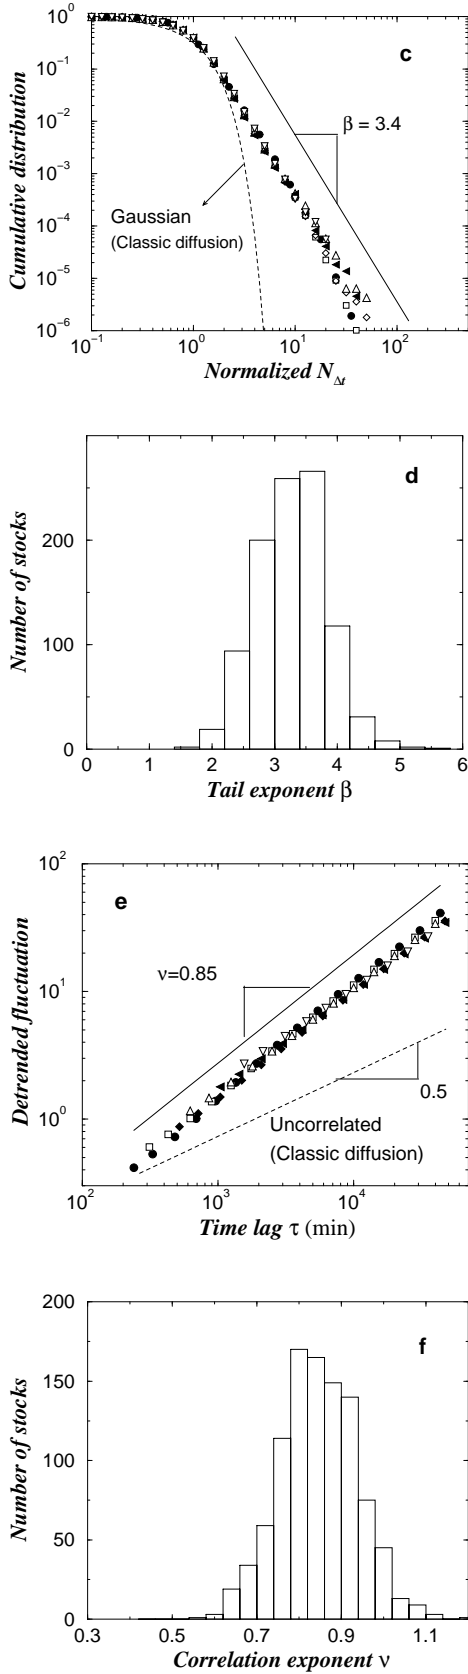 10^0
c
10^-1
β = 3.4
10^-2
10^-3
Cumulative distribution
Gaussian
(Classic diffusion)
10^-4
10^-5
10^-6
10^-1 10^0 10^1 10^2
Normalized N_Δt
d
200
100
0
Number of stocks
0 1 2 3 4 5 6
Tail exponent β
10^2
e
ν=0.85
10^1
Detrended fluctuation
0.5
10^0
Uncorrelated
(Classic diffusion)
10^2 10^3 10^4
Time lag τ (min)
200
f
150
100
50
0
Number of stocks
0.3 0.5 0.7 0.9 1.1
Correlation exponent ν